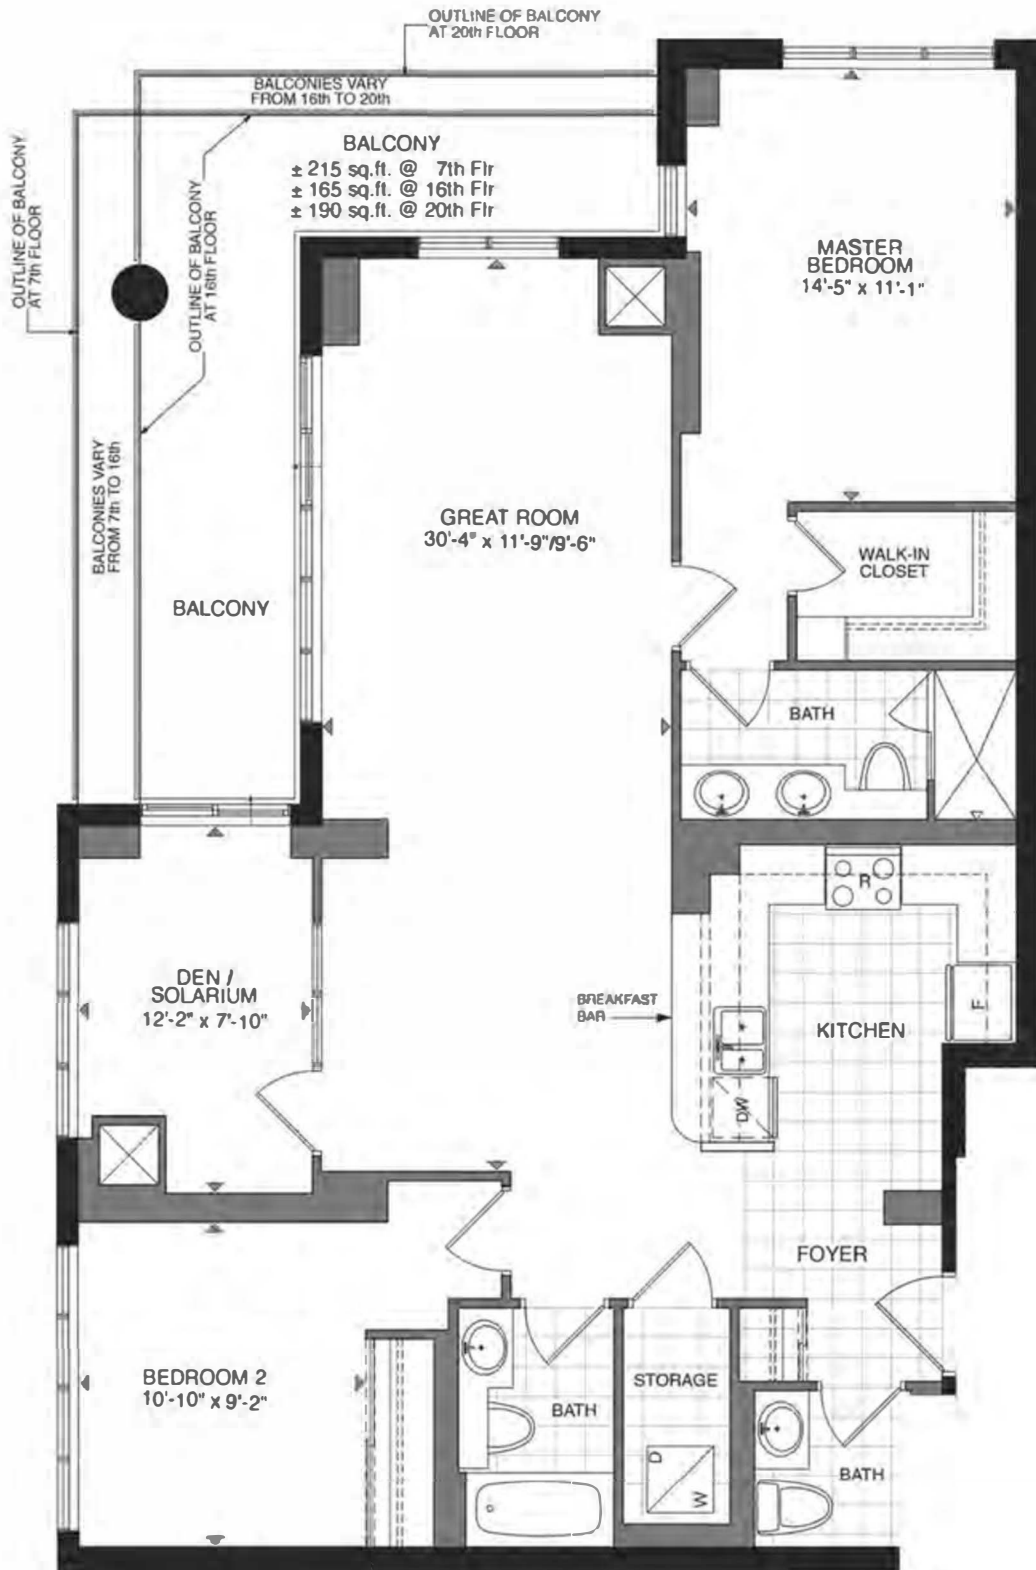 OUTLINE OF BALCONY
AT 20th FLOOR
BALCONIES VARY
FROM 16th TO 20th
BALCONY
± 215 sq.ft. @ 7th Flr
± 165 sq.ft. @ 16th Flr
± 190 sq.ft. @ 20th Flr
OUTLINE OF BALCONY
AT 7th FLOOR
OUTLINE OF BALCONY
AT 16th FLOOR
MASTER
BEDROOM
14'-5" x 11'-1"
BALCONIES VARY
FROM 7th TO 16th
GREAT ROOM
30'-4" x 11'-9"/9'-6"
WALK-IN
CLOSET
BALCONY
BATH
R
DEN /
SOLARIUM
12'-2" x 7'-10"
BREAKFAST
BAR
KITCHEN
F
DW
FOYER
BEDROOM 2
10'-10" x 9'-2"
BATH
STORAGE
D
W
BATH